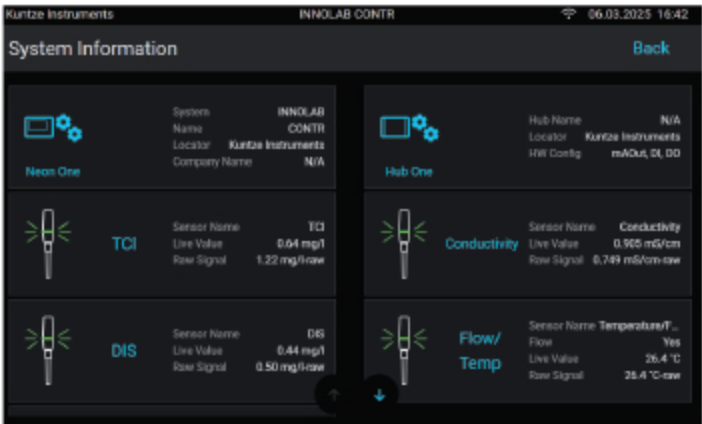 Kuntze Instruments INNOLAB CONTR 06.03.2025 16:42
System Information Back
Neon One
System INNOLAB
Name CONTR
Locator Kuntze Instruments
Company Name N/A
Hub One
Hub Name N/A
Locator Kuntze Instruments
HW Config mAOut, DI, DO
TCI
Sensor Name TCI
Live Value 0.64 mg/l
Raw Signal 1.22 mg/l-raw
Conductivity
Sensor Name Conductivity
Live Value 0.905 mS/cm
Raw Signal 0.749 mS/cm-raw
DIS
Sensor Name DIS
Live Value 0.44 mg/l
Raw Signal 0.50 mg/l-raw
Flow/
Temp
Sensor Name Temperature/F...
Flow Yes
Live Value 26.4 °C
Raw Signal 26.4 °C-raw